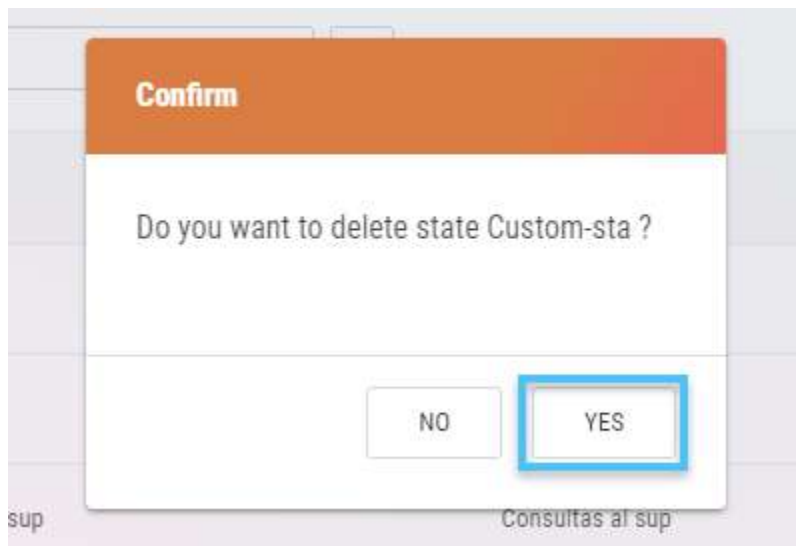 Confirm
Do you want to delete state Custom-sta ?
NO
YES
sup
Consultas al sup